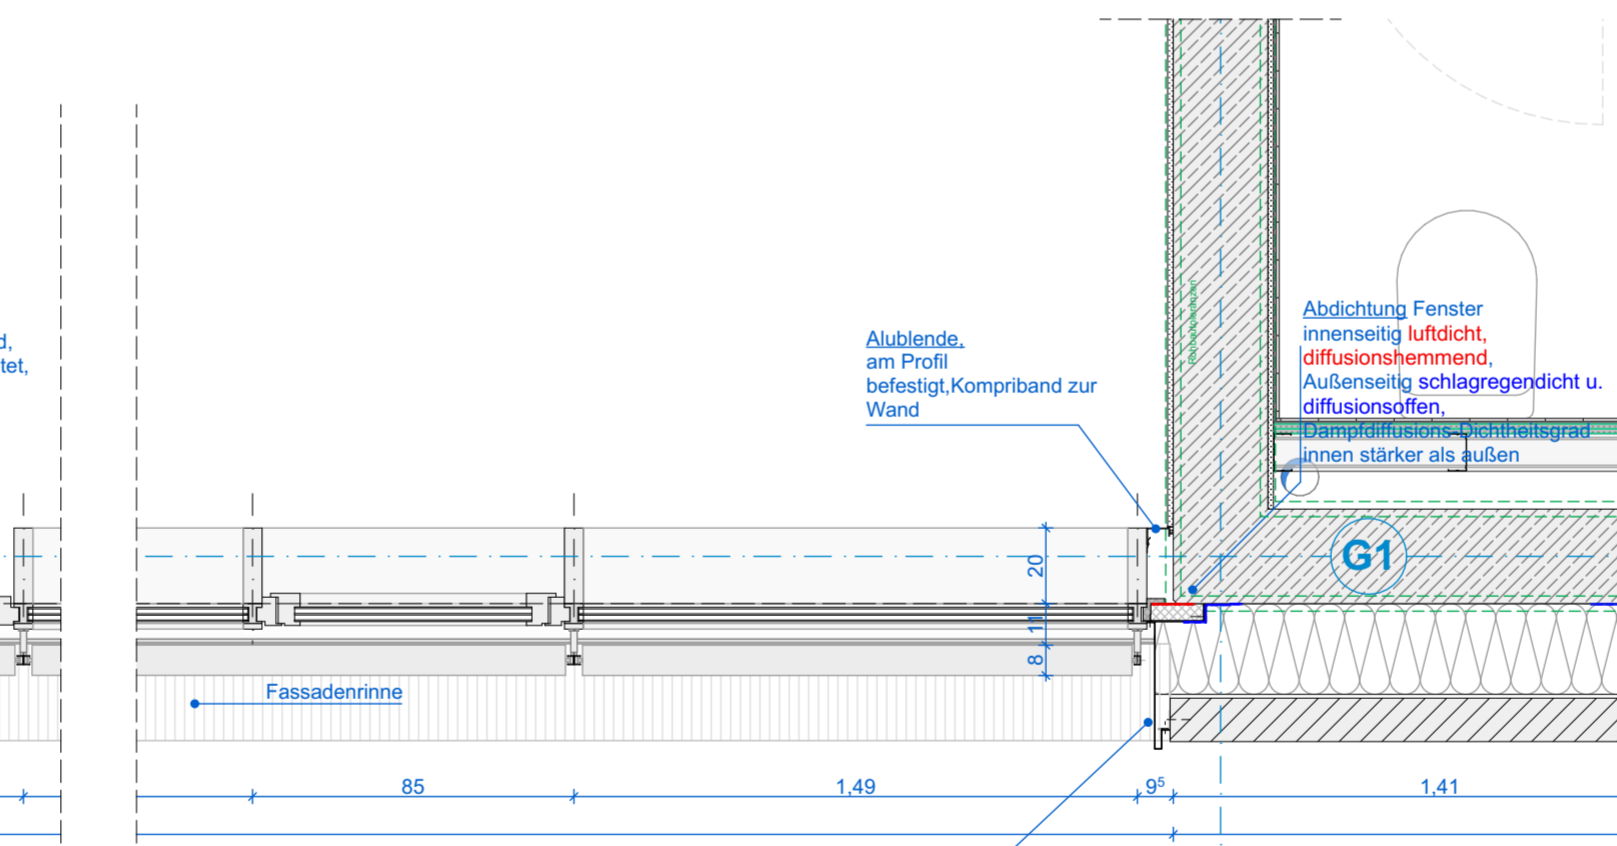 d,
tet,
Alublende,
am Profil
befestigt,Kompriband zur
Wand
Rohbautoleranzen
Abdichtung Fenster
innenseitig luftdicht,
diffusionshemmend,
Außenseitig schlagregendicht u.
diffusionsoffen,
Dampfdiffusions-Dichtheitsgrad
innen stärker als außen
G1
20
11
8
Fassadenrinne
85
1,49
9⁵
1,41